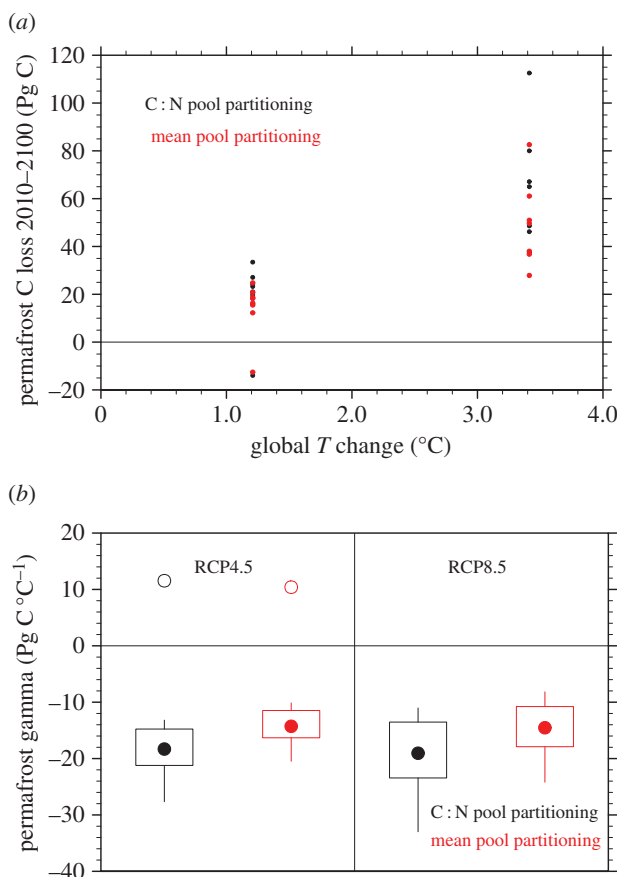 (a)
120
100
80
60
40
20
0
–20
permafrost C loss 2010–2100 (Pg C)
C : N pool partitioning
mean pool partitioning
0
1.0
2.0
3.0
4.0
global T change (°C)
(b)
20
10
0
–10
–20
–30
–40
permafrost gamma (Pg C °C–1)
RCP4.5
RCP8.5
C : N pool partitioning
mean pool partitioning